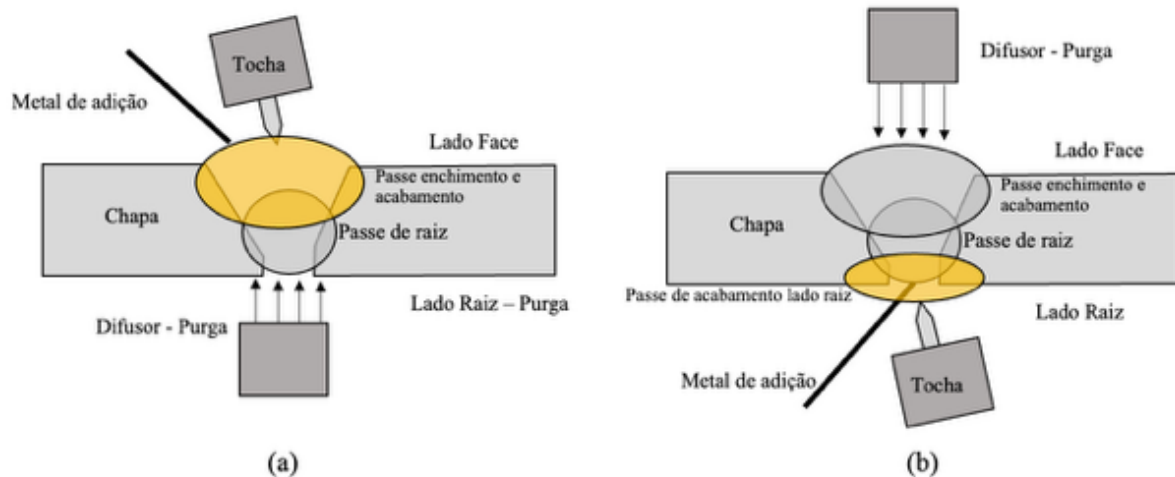 Tocha
Metal de adição
Lado Face
Passe enchimento e
acabamento
Chapa
Passe de raiz
Lado Raiz – Purga
Difusor - Purga
(a)
Difusor - Purga
Lado Face
Passe enchimento e
acabamento
Chapa
Passe de raiz
Passe de acabamento lado raiz
Lado Raiz
Metal de adição
Tocha
(b)